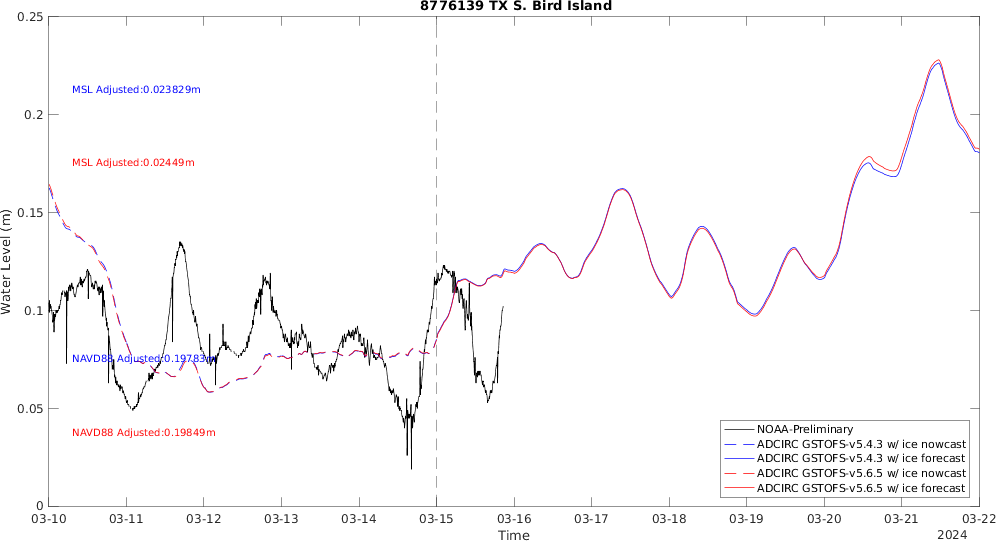 8776139 TX S. Bird Island
Water Level (m)
0.25
0.2
0.15
0.1
0.05
0
MSL Adjusted:0.023829m
MSL Adjusted:0.02449m
NAVD88 Adjusted:0.19783m
NAVD88 Adjusted:0.19849m
NOAA-Preliminary
ADCIRC GSTOFS-v5.4.3 w/ ice nowcast
ADCIRC GSTOFS-v5.4.3 w/ ice forecast
ADCIRC GSTOFS-v5.6.5 w/ ice nowcast
ADCIRC GSTOFS-v5.6.5 w/ ice forecast
03-10 03-11 03-12 03-13 03-14 03-15 03-16 03-17 03-18 03-19 03-20 03-21 03-22
Time
2024